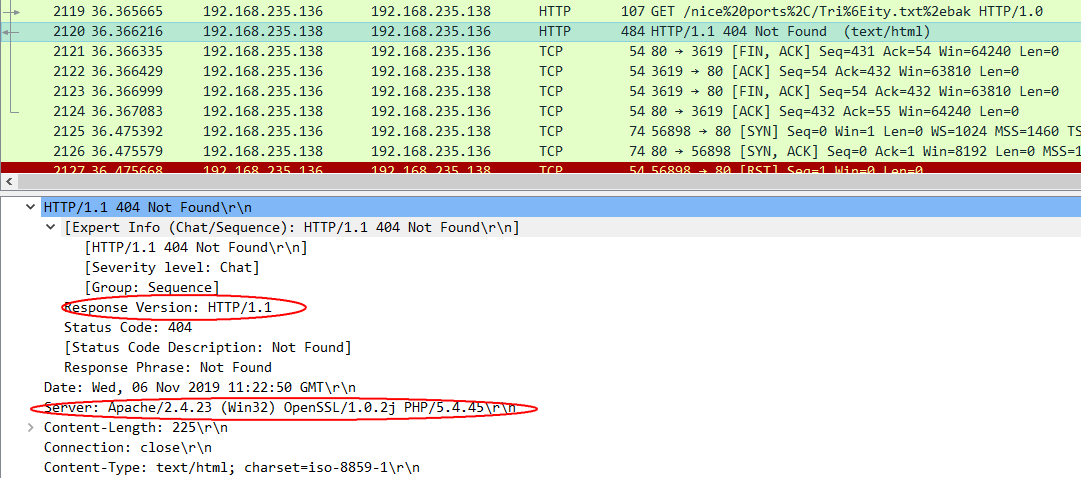 2119 36.365665 192.168.235.136 192.168.235.138 HTTP 107 GET /nice%20ports%2C/Tri%6Eity.txt%2ebak HTTP/1.0
2120 36.366216 192.168.235.138 192.168.235.136 HTTP 484 HTTP/1.1 404 Not Found (text/html)
2121 36.366335 192.168.235.138 192.168.235.136 TCP 54 80 → 3619 [FIN, ACK] Seq=431 Ack=54 Win=64240 Len=0
2122 36.366429 192.168.235.136 192.168.235.138 TCP 54 3619 → 80 [ACK] Seq=54 Ack=432 Win=63810 Len=0
2123 36.366999 192.168.235.136 192.168.235.138 TCP 54 3619 → 80 [FIN, ACK] Seq=54 Ack=432 Win=63810 Len=0
2124 36.367083 192.168.235.138 192.168.235.136 TCP 54 80 → 3619 [ACK] Seq=432 Ack=55 Win=64240 Len=0
2125 36.475392 192.168.235.136 192.168.235.138 TCP 74 56898 → 80 [SYN] Seq=0 Win=1 Len=0 WS=1024 MSS=1460 TS
2126 36.475579 192.168.235.138 192.168.235.136 TCP 74 80 → 56898 [SYN, ACK] Seq=0 Ack=1 Win=8192 Len=0 MSS=1
2127 36.475668 192.168.235.136 192.168.235.138 TCP 54 56898 → 80 [RST] Seq=1 Win=0 Len=0
HTTP/1.1 404 Not Found\r\n
[Expert Info (Chat/Sequence): HTTP/1.1 404 Not Found\r\n]
[HTTP/1.1 404 Not Found\r\n]
[Severity level: Chat]
[Group: Sequence]
Response Version: HTTP/1.1
Status Code: 404
[Status Code Description: Not Found]
Response Phrase: Not Found
Date: Wed, 06 Nov 2019 11:22:50 GMT\r\n
Server: Apache/2.4.23 (Win32) OpenSSL/1.0.2j PHP/5.4.45\r\n
Content-Length: 225\r\n
Connection: close\r\n
Content-Type: text/html; charset=iso-8859-1\r\n